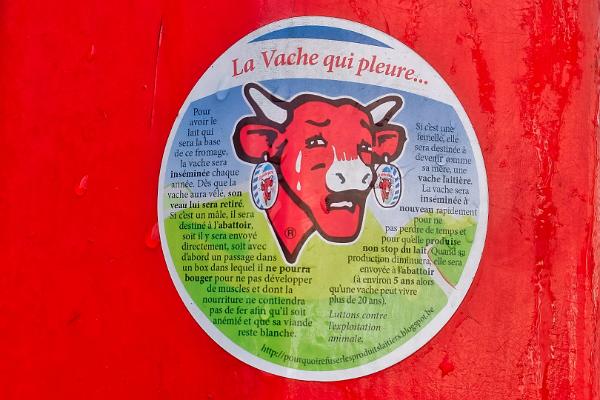 La Vache qui pleure...
Pour
avoir le
lait qui
sera la base
de ce fromage,
la vache sera
inséminée chaque
année. Dès que la
vache aura vêlé, son
veau lui sera retiré.
Si c'est un mâle, il sera
destiné à l'abattoir,
soit il y sera envoyé
directement, soit avec
d'abord un passage dans
un box dans lequel il ne pourra
bouger pour ne pas développer
de muscles et dont la
nourriture ne contiendra
pas de fer afin qu'il soit
anémié et que sa viande
reste blanche.
Si c'est une
femelle, elle
sera destinée à
devenir comme
sa mère, une
vache laitière.
La vache sera
inséminée à
nouveau rapidement
pour ne
pas perdre de temps et
pour qu'elle produise
non stop du lait. Quand sa
production diminuera, elle sera
envoyée à l'abattoir
(à environ 5 ans alors
qu'une vache peut vivre
plus de 20 ans).
Luttons contre
l'exploitation
animale.
®
http://pourquoirefuserlesproduitslaitiers.blogspot.be